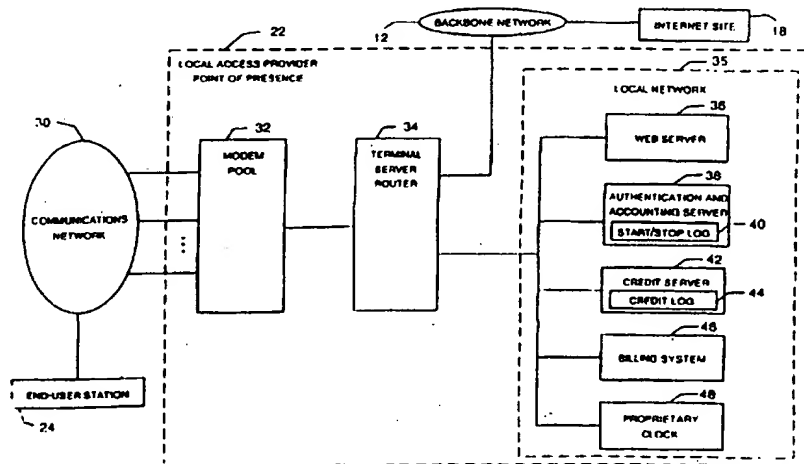 12
BACKBONE NETWORK
INTERNET SITE
18
22
LOCAL ACCESS PROVIDER
POINT OF PRESENCE
35
LOCAL NETWORK
30
COMMUNICATIONS
NETWORK
32
MODEM
POOL
34
TERMINAL
SERVER
ROUTER
36
WEB SERVER
38
AUTHENTICATION AND
ACCOUNTING SERVER
START/STOP LOG
40
42
CREDIT SERVER
CREDIT LOG
44
46
BILLING SYSTEM
48
PROPRIETARY
CLOCK
END-USER STATION
24